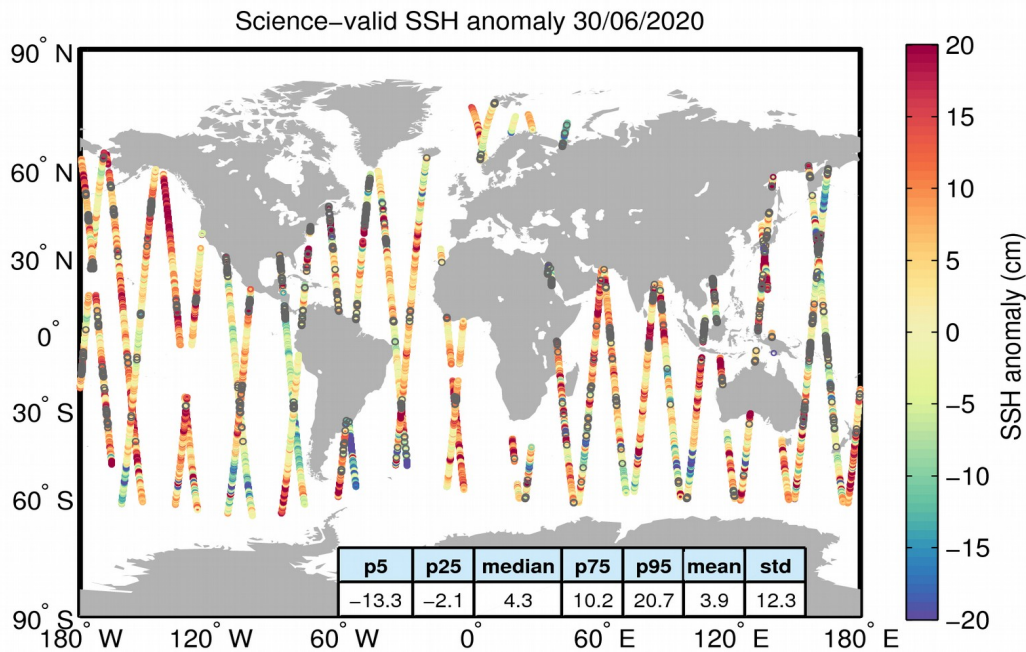 Science−valid SSH anomaly 30/06/2020
90° N
60° N
30° N
0°
30° S
60° S
90° S
180° W
120° W
60° W
0°
60° E
120° E
180° E
p5 p25 median p75 p95 mean std
−13.3 −2.1 4.3 10.2 20.7 3.9 12.3
20
15
10
5
0
−5
−10
−15
−20
SSH anomaly (cm)